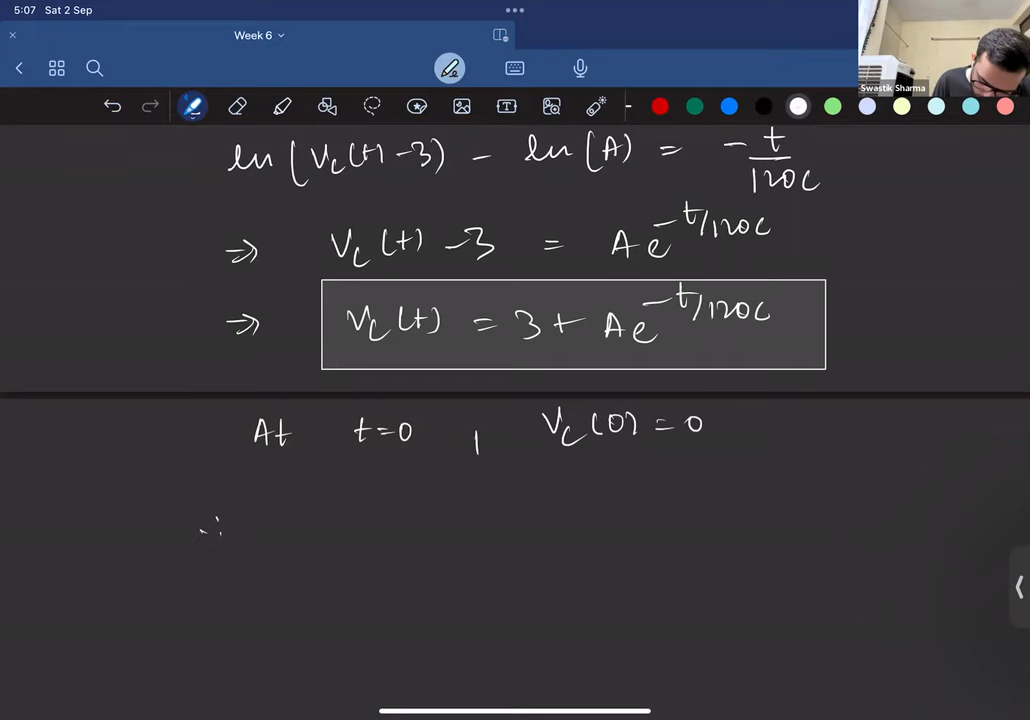 5:07 Sat 2 Sep
Week 6
Swastik Sharma
ln(Vc(t) -3) - ln(A) = -t/120C
=> Vc(t) -3 = Ae^-t/120C
=> Vc(t) = 3 + Ae^-t/120C
At t=0 , Vc(0) = 0
∴